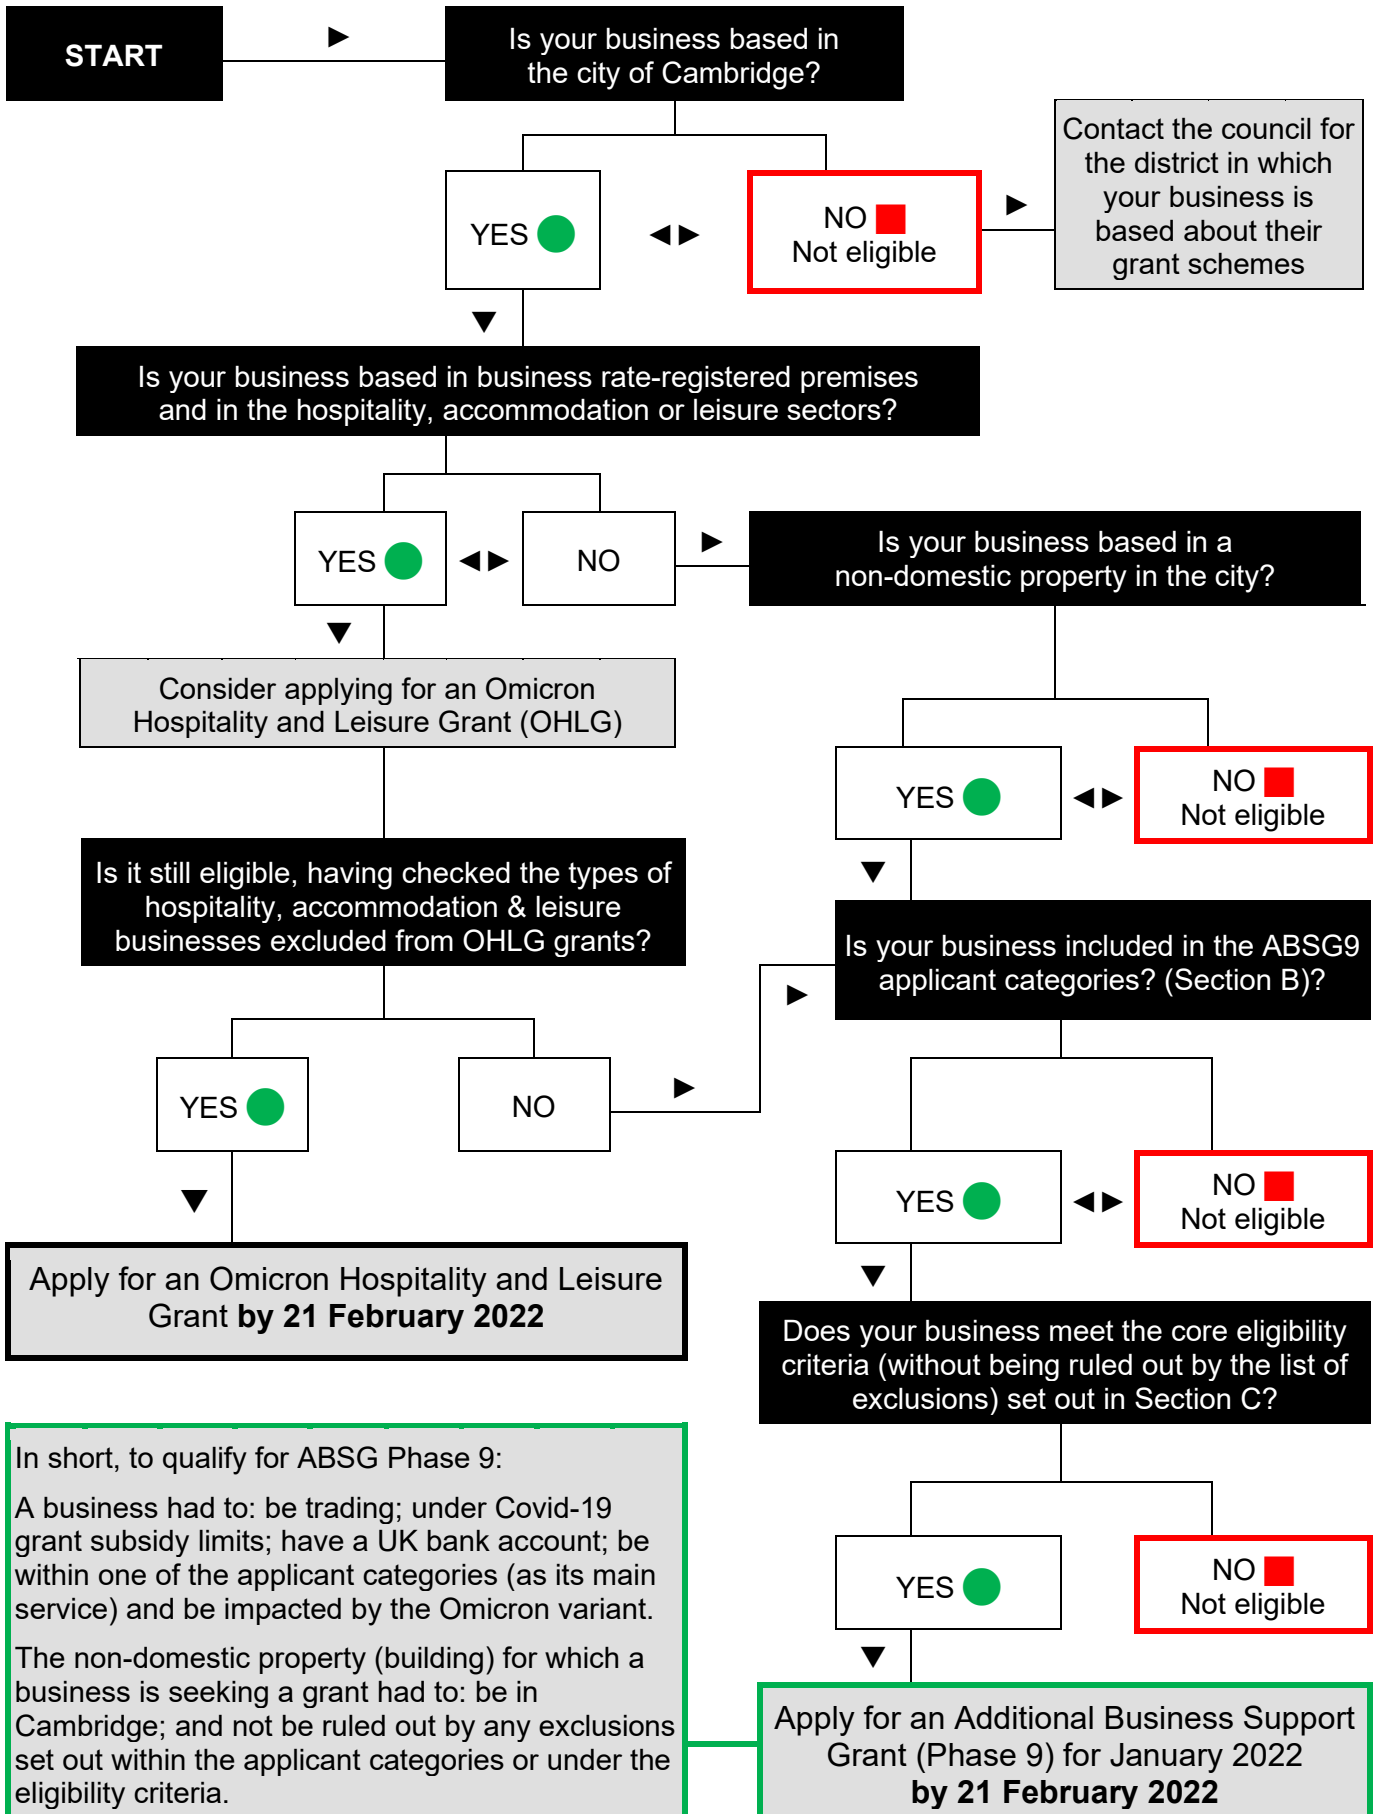 START
Is your business based in
the city of Cambridge?
Contact the council for
the district in which
your business is
based about their
grant schemes
YES
NO
Not eligible
Is your business based in business rate-registered premises
and in the hospitality, accommodation or leisure sectors?
YES
NO
Is your business based in a
non-domestic property in the city?
Consider applying for an Omicron
Hospitality and Leisure Grant (OHLG)
YES
NO
Not eligible
Is it still eligible, having checked the types of
hospitality, accommodation & leisure
businesses excluded from OHLG grants?
Is your business included in the ABSG9
applicant categories? (Section B)?
YES
NO
YES
NO
Not eligible
Apply for an Omicron Hospitality and Leisure
Grant by 21 February 2022
Does your business meet the core eligibility
criteria (without being ruled out by the list of
exclusions) set out in Section C?
In short, to qualify for ABSG Phase 9:
A business had to: be trading; under Covid-19
grant subsidy limits; have a UK bank account; be
within one of the applicant categories (as its main
service) and be impacted by the Omicron variant.
The non-domestic property (building) for which a
business is seeking a grant had to: be in
Cambridge; and not be ruled out by any exclusions
set out within the applicant categories or under the
eligibility criteria.
YES
NO
Not eligible
Apply for an Additional Business Support
Grant (Phase 9) for January 2022
by 21 February 2022